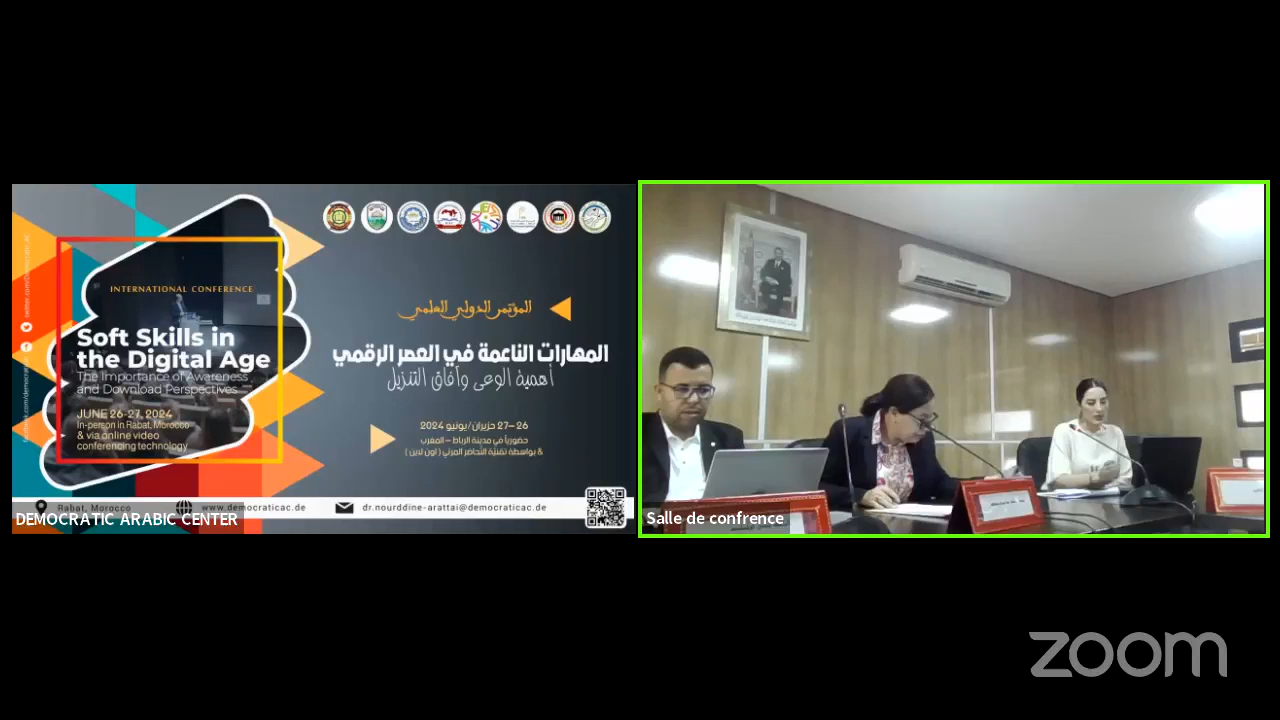 INTERNATIONAL CONFERENCE
Soft Skills in
the Digital Age
The Importance of Awareness
and Download Perspectives
JUNE 26-27, 2024
In-person in Rabat, Morocco
& via online video
conferencing technology
المؤتمر الدولي العلمي
المهارات الناعمة في العصر الرقمي
أهمية الوعي وآفاق التنزيل
26–27 حزيران/يونيو 2024
حضورياً في مدينة الرباط – المغرب
& بواسطة تقنيّة التّحاضر المرئي ( اون لاين )
Rabat, Morocco
www.democraticac.de
dr.nourddine-arattai@democraticac.de
DEMOCRATIC ARABIC CENTER
Salle de confrence
zoom